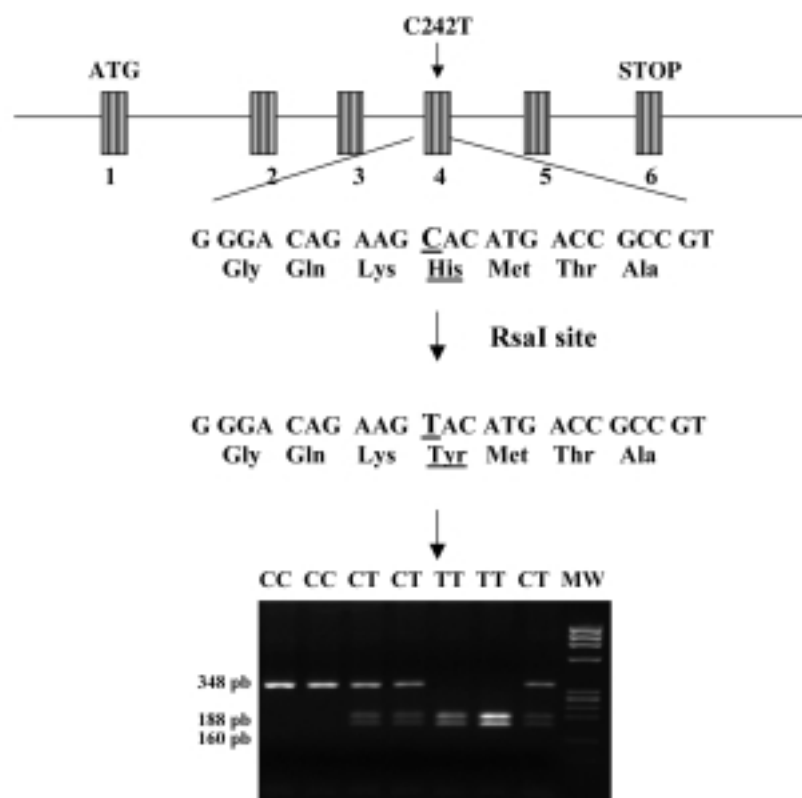 C242T
ATG STOP
1 2 3 4 5 6
G GGA CAG AAG CAC ATG ACC GCC GT
Gly Gln Lys His Met Thr Ala
RsaI site
G GGA CAG AAG TAC ATG ACC GCC GT
Gly Gln Lys Tyr Met Thr Ala
CC CC CT CT TT TT CT MW
348 pb
188 pb
160 pb